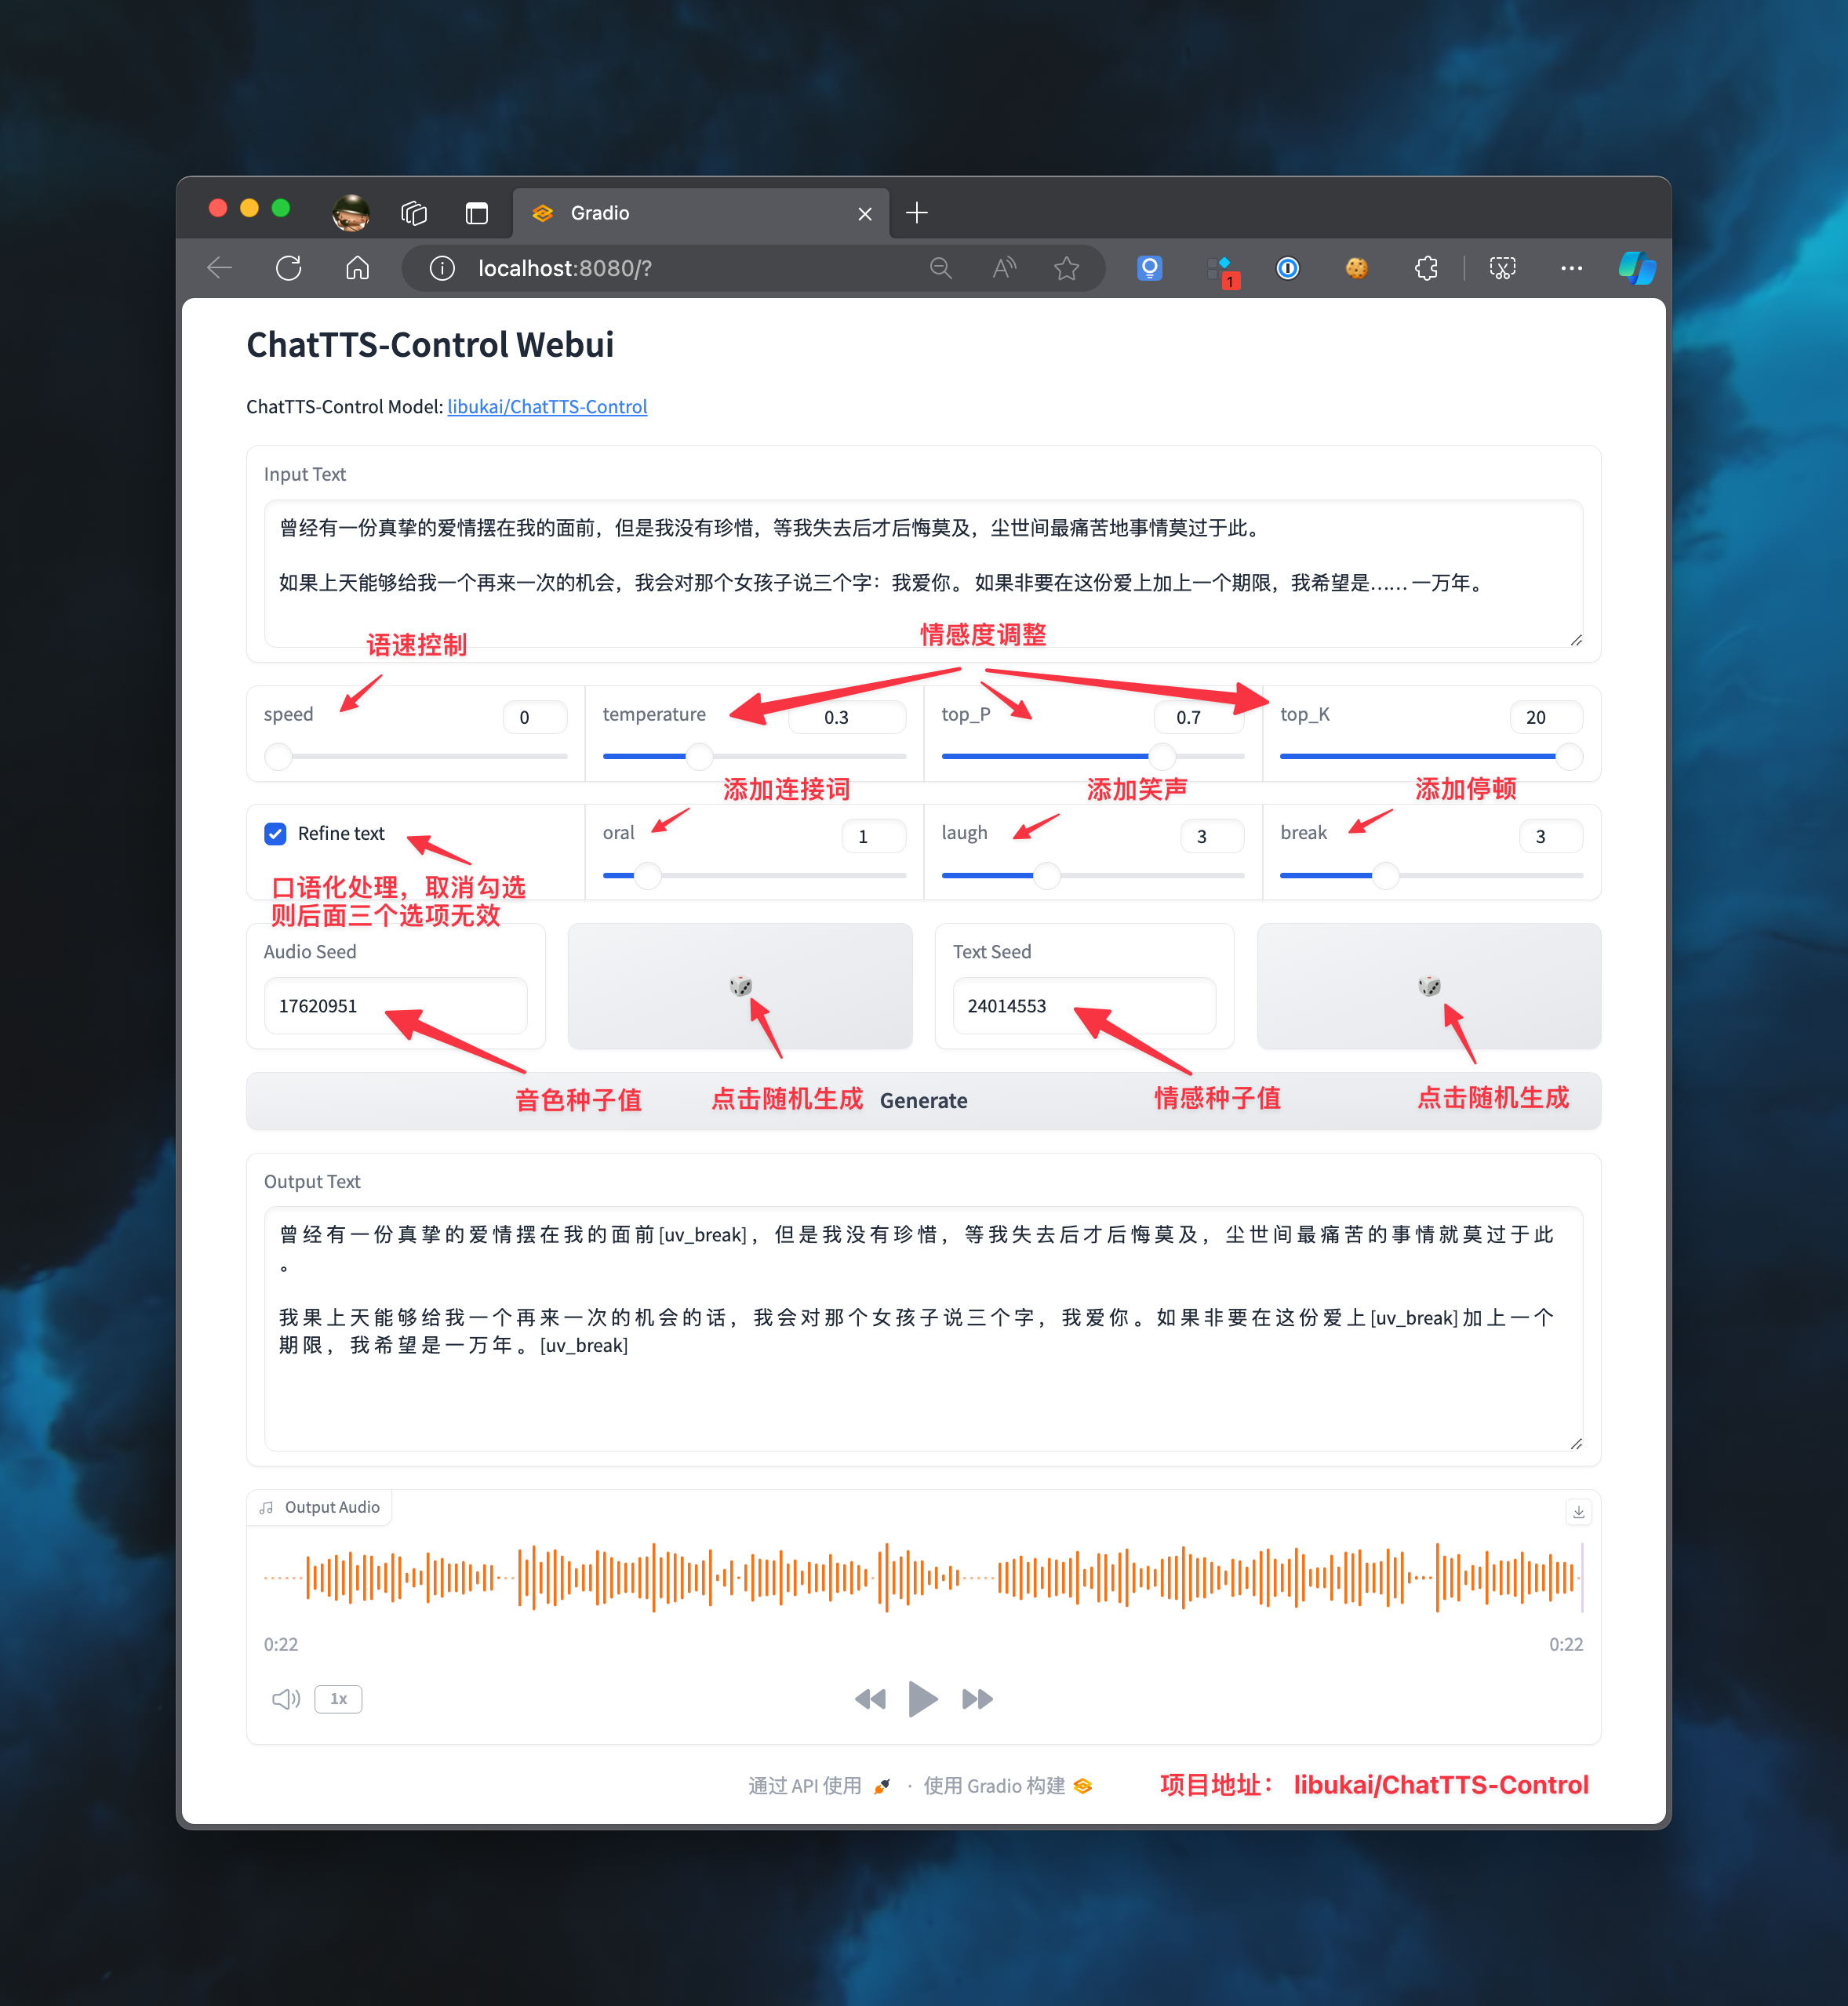 Gradio
localhost:8080/?
1
ChatTTS-Control Webui
ChatTTS-Control Model: libukai/ChatTTS-Control
Input Text
曾经有一份真挚的爱情摆在我的面前，但是我没有珍惜，等我失去后才后悔莫及，尘世间最痛苦地事情莫过于此。
如果上天能够给我一个再来一次的机会，我会对那个女孩子说三个字：我爱你。如果非要在这份爱上加上一个期限，我希望是…… 一万年。
语速控制
情感度调整
speed
0
temperature
0.3
top_P
0.7
top_K
20
添加连接词
添加笑声
添加停顿
Refine text
oral
1
laugh
3
break
3
口语化处理，取消勾选
则后面三个选项无效
Audio Seed
Text Seed
17620951
24014553
音色种子值
点击随机生成
Generate
情感种子值
点击随机生成
Output Text
曾 经 有 一 份 真 挚 的 爱 情 摆 在 我 的 面 前 [uv_break] ， 但 是 我 没 有 珍 惜 ， 等 我 失 去 后 才 后 悔 莫 及 ， 尘 世 间 最 痛 苦 的 事 情 就 莫 过 于 此
。
我 果 上 天 能 够 给 我 一 个 再 来 一 次 的 机 会 的 话 ， 我 会 对 那 个 女 孩 子 说 三 个 字 ， 我 爱 你 。 如 果 非 要 在 这 份 爱 上 [uv_break] 加 上 一 个
期 限 ， 我 希 望 是 一 万 年 。 [uv_break]
Output Audio
0:22
0:22
1x
通过 API 使用 · 使用 Gradio 构建
项目地址： libukai/ChatTTS-Control